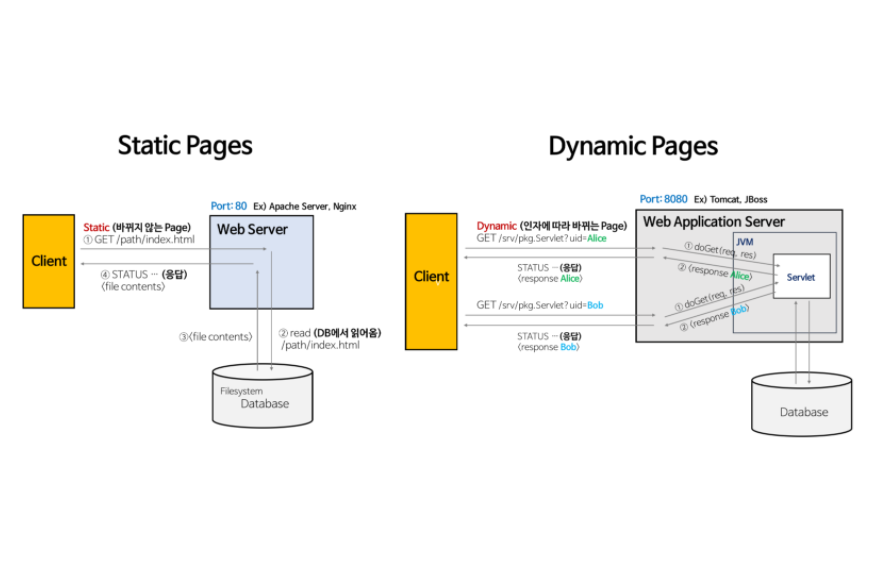 Static Pages
Port: 80 Ex) Apache Server, Nginx
Static (바뀌지 않는 Page)
① GET /path/index.html
Client
Web Server
④ STATUS ··· (응답)
〈file contents〉
③〈file contents〉
② read (DB에서 읽어옴)
/path/index.html
Filesystem
Database
Dynamic Pages
Port: 8080 Ex) Tomcat, JBoss
Dynamic (인자에 따라 바뀌는 Page)
GET /srv/pkg.Servlet?uid=Alice
Client
STATUS ···(응답)
〈response Alice〉
GET /srv/pkg.Servlet?uid=Bob
STATUS ···(응답)
〈response Bob〉
Web Application Server
JVM
① doGet(req, res)
② 〈response Alice〉
Servlet
① doGet(req, res)
② 〈response Bob〉
Database